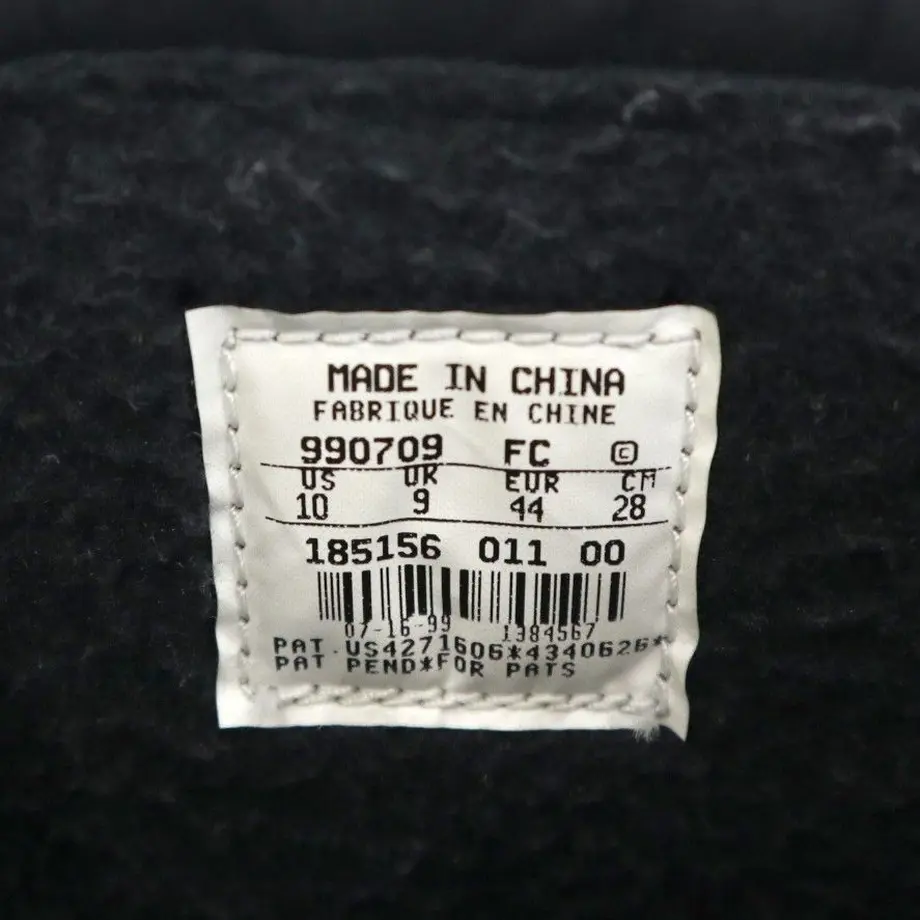 MADE IN CHINA
FABRIQUE EN CHINE
990709 FC ©
US UK EUR CM
10 9 44 28
185156 011 00
07-16-99 1384567
PAT.US4271606*4340626*
PAT PEND*FOR PATS